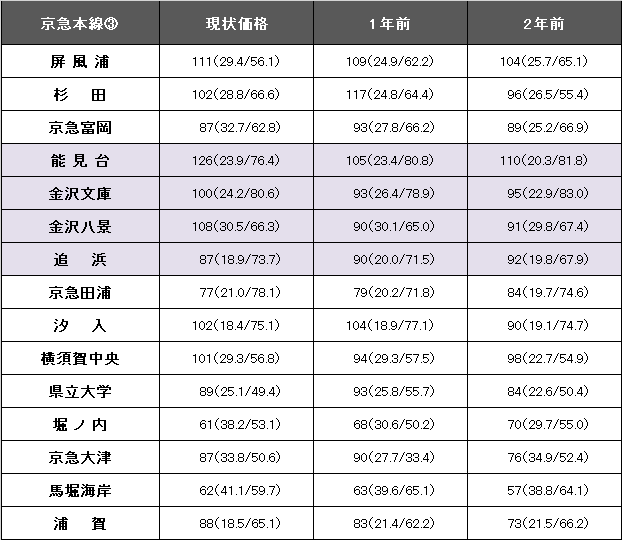 京急本線③ 現状価格 1年前 2年前
屏風浦 111(29.4/56.1) 109(24.9/62.2) 104(25.7/65.1)
杉田 102(28.8/66.6) 117(24.8/64.4) 96(26.5/55.4)
京急富岡 87(32.7/62.8) 93(27.8/66.2) 89(25.2/66.9)
能見台 126(23.9/76.4) 105(23.4/80.8) 110(20.3/81.8)
金沢文庫 100(24.2/80.6) 93(26.4/78.9) 95(22.9/83.0)
金沢八景 108(30.5/66.3) 90(30.1/65.0) 91(29.8/67.4)
追浜 87(18.9/73.7) 90(20.0/71.5) 92(19.8/67.9)
京急田浦 77(21.0/78.1) 79(20.2/71.8) 84(19.7/74.6)
汐入 102(18.4/75.1) 104(18.9/77.1) 90(19.1/74.7)
横須賀中央 101(29.3/56.8) 94(29.3/57.5) 98(22.7/54.9)
県立大学 89(25.1/49.4) 93(25.8/55.7) 84(22.6/50.4)
堀ノ内 61(38.2/53.1) 68(30.6/50.2) 70(29.7/55.0)
京急大津 87(33.8/50.6) 90(27.7/33.4) 76(34.9/52.4)
馬堀海岸 62(41.1/59.7) 63(39.6/65.1) 57(38.8/64.1)
浦賀 88(18.5/65.1) 83(21.4/62.2) 73(21.5/66.2)